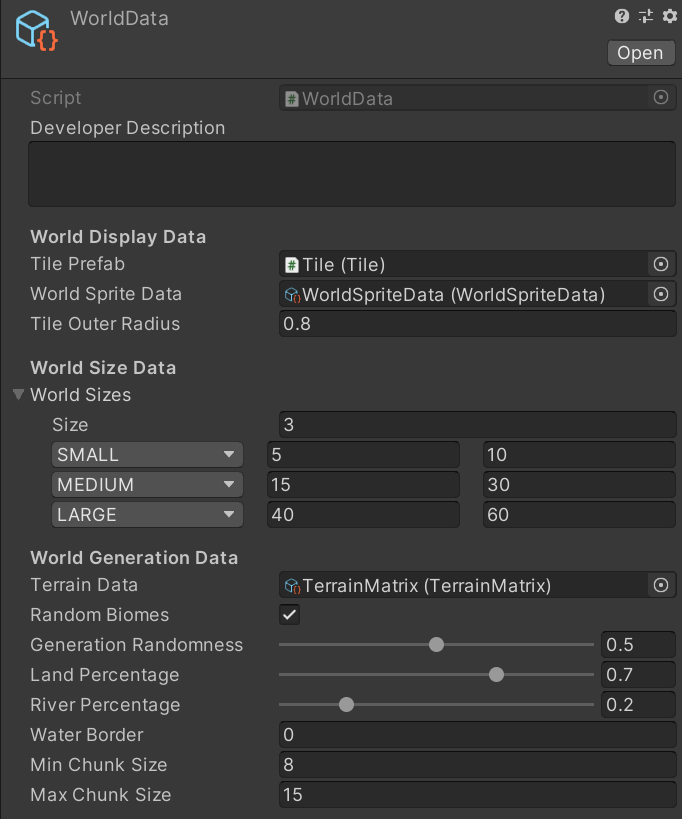 WorldData
Open
Script WorldData
Developer Description
World Display Data
Tile Prefab Tile (Tile)
World Sprite Data WorldSpriteData (WorldSpriteData)
Tile Outer Radius 0.8
World Size Data
World Sizes
Size 3
SMALL 5 10
MEDIUM 15 30
LARGE 40 60
World Generation Data
Terrain Data TerrainMatrix (TerrainMatrix)
Random Biomes
Generation Randomness 0.5
Land Percentage 0.7
River Percentage 0.2
Water Border 0
Min Chunk Size 8
Max Chunk Size 15